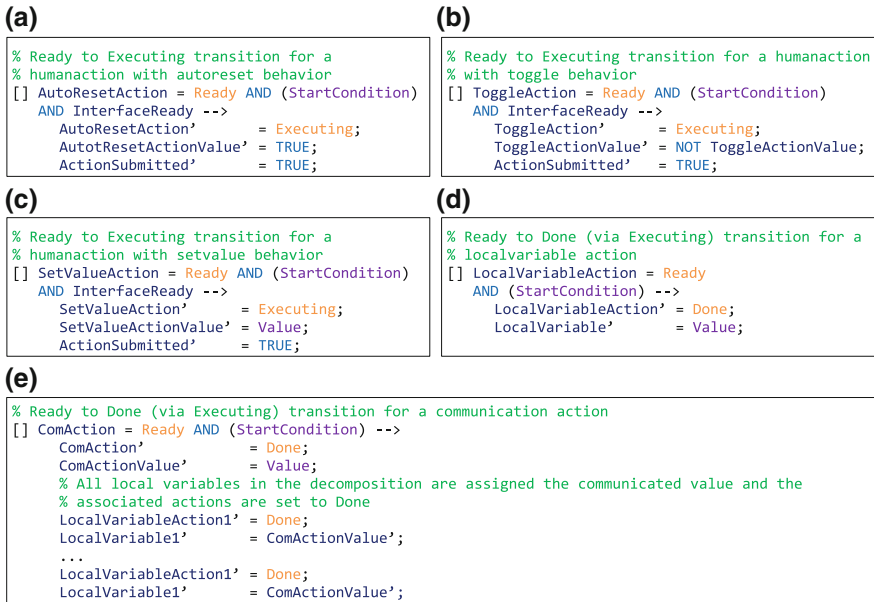 (a)
% Ready to Executing transition for a
% humanaction with autoreset behavior
[] AutoResetAction = Ready AND (StartCondition)
AND InterfaceReady -->
AutoResetAction’ = Executing;
AutotResetActionValue’ = TRUE;
ActionSubmitted’ = TRUE;
(b)
% Ready to Executing transition for a humanaction
% with toggle behavior
[] ToggleAction = Ready AND (StartCondition)
AND InterfaceReady -->
ToggleAction’ = Executing;
ToggleActionValue’ = NOT ToggleActionValue;
ActionSubmitted’ = TRUE;
(c)
% Ready to Executing transition for a
% humanaction with setvalue behavior
[] SetValueAction = Ready AND (StartCondition)
AND InterfaceReady -->
SetValueAction’ = Executing;
SetValueActionValue’ = Value;
ActionSubmitted’ = TRUE;
(d)
% Ready to Done (via Executing) transition for a
% localvariable action
[] LocalVariableAction = Ready
AND (StartCondition) -->
LocalVariableAction’ = Done;
LocalVariable’ = Value;
(e)
% Ready to Done (via Executing) transition for a communication action
[] ComAction = Ready AND (StartCondition) -->
ComAction’ = Done;
ComActionValue’ = Value;
% All local variables in the decomposition are assigned the communicated value and the
% associated actions are set to Done
LocalVariableAction1’ = Done;
LocalVariable1’ = ComActionValue’;
...
LocalVariableAction1’ = Done;
LocalVariable1’ = ComActionValue’;